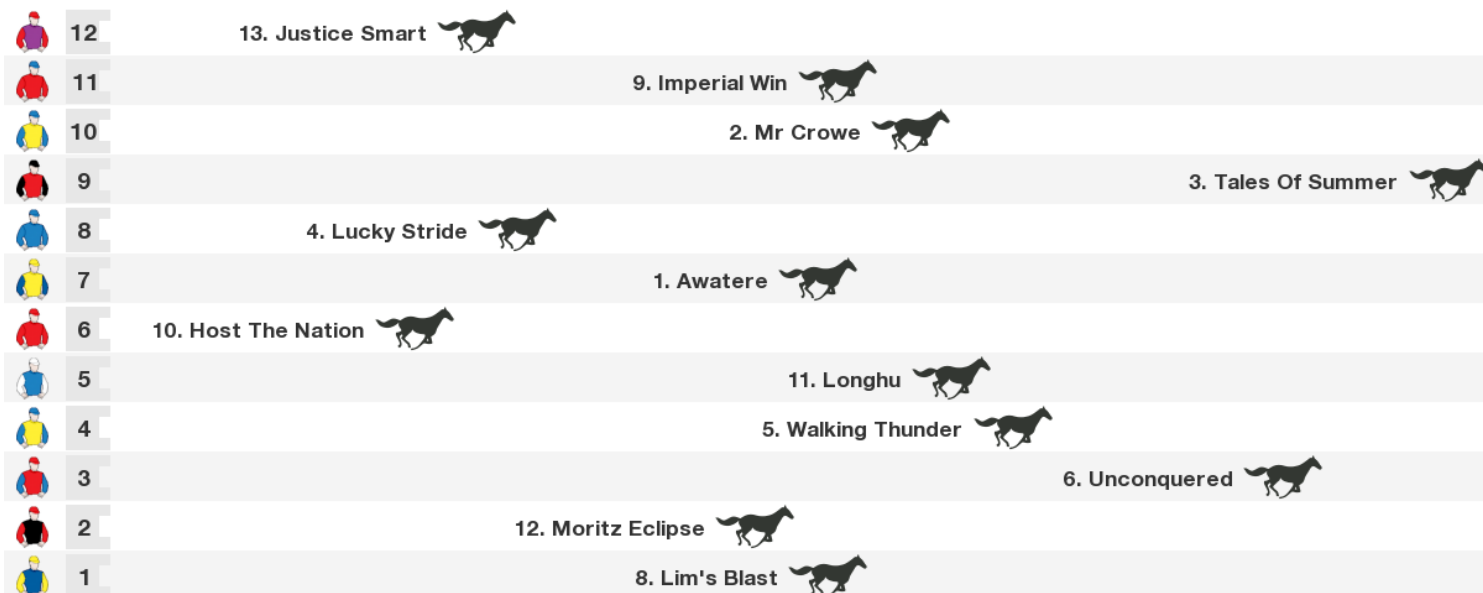 12 13. Justice Smart
11 9. Imperial Win
10 2. Mr Crowe
9 3. Tales Of Summer
8 4. Lucky Stride
7 1. Awatere
6 10. Host The Nation
5 11. Longhu
4 5. Walking Thunder
3 6. Unconquered
2 12. Moritz Eclipse
1 8. Lim's Blast